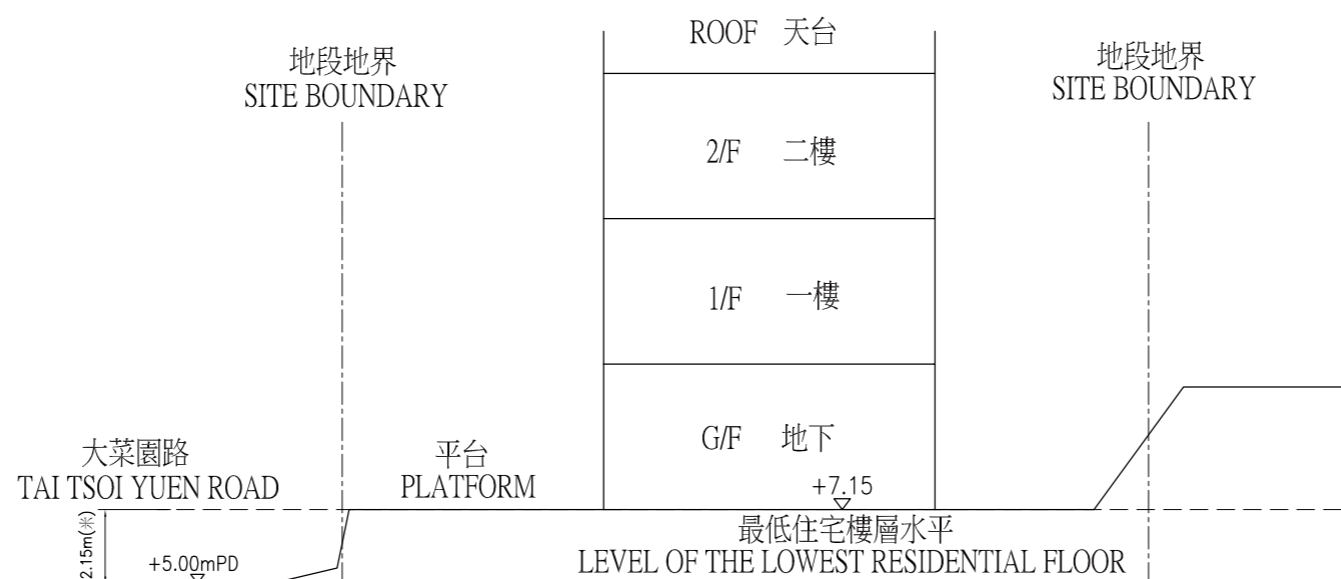 ROOF 天台
地段地界
SITE BOUNDARY
地段地界
SITE BOUNDARY
2/F 二樓
1/F 一樓
G/F 地下
大菜園路
TAI TSOI YUEN ROAD
平台
PLATFORM
+7.15
最低住宅樓層水平
LEVEL OF THE LOWEST RESIDENTIAL FLOOR
2.15m(米)
+5.00mPD